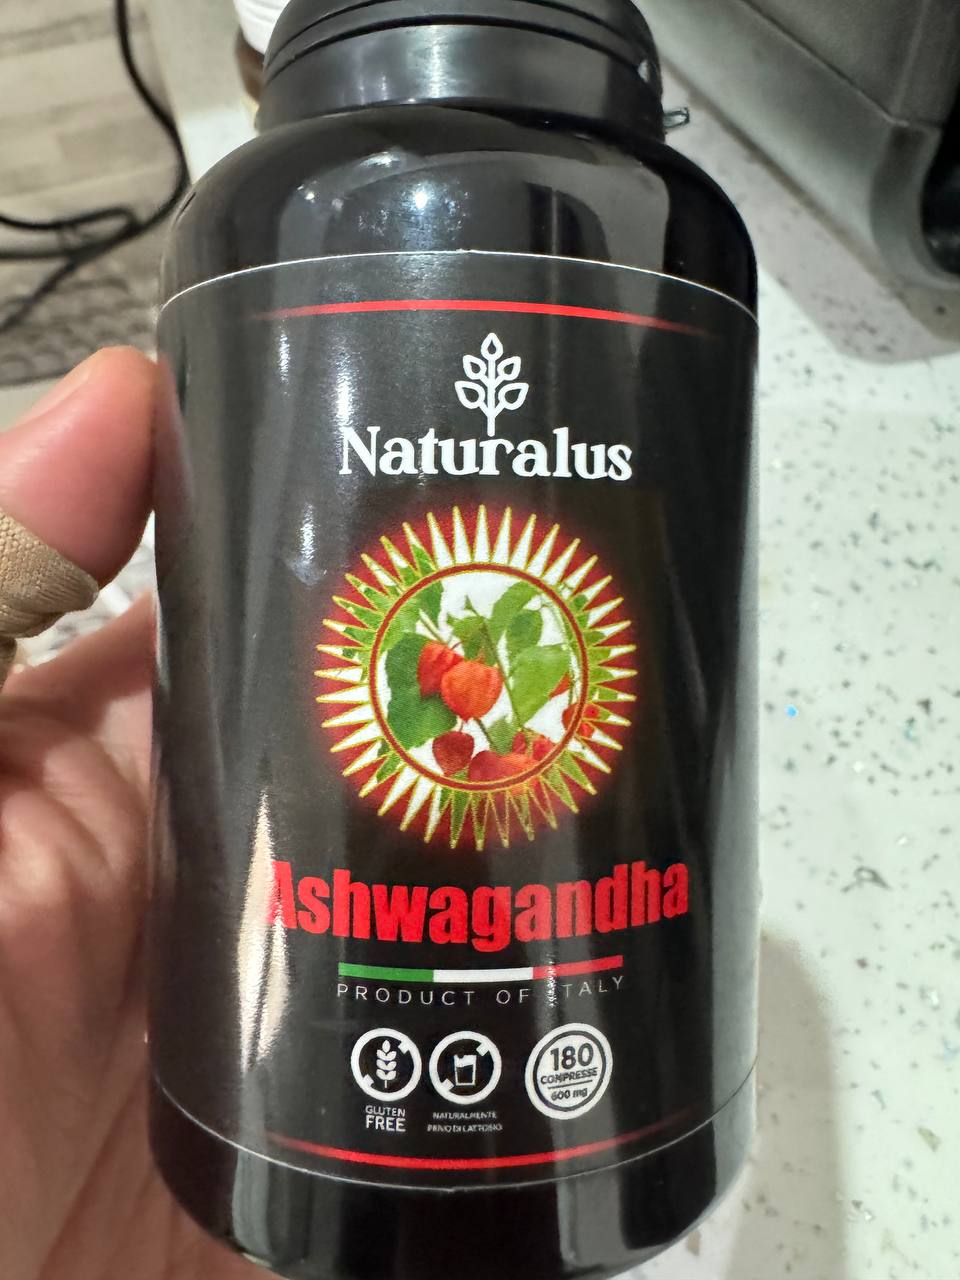 Naturalus
Ashwagandha
PRODUCT OF ITALY
GLUTEN
FREE
NATURALMENTE
PRIVO DI LATTOSIO
180
COMPRESSE
600 mg